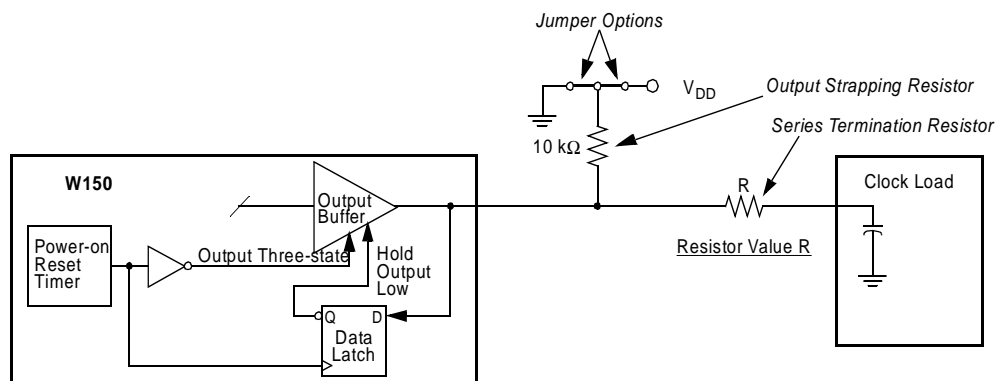 Jumper Options
V_DD
Output Strapping Resistor
10 kΩ
Series Termination Resistor
W150
Output
Buffer
R
Clock Load
Power-on
Reset
Timer
Output Three-state
Hold
Output
Low
Resistor Value R
Q D
Data
Latch